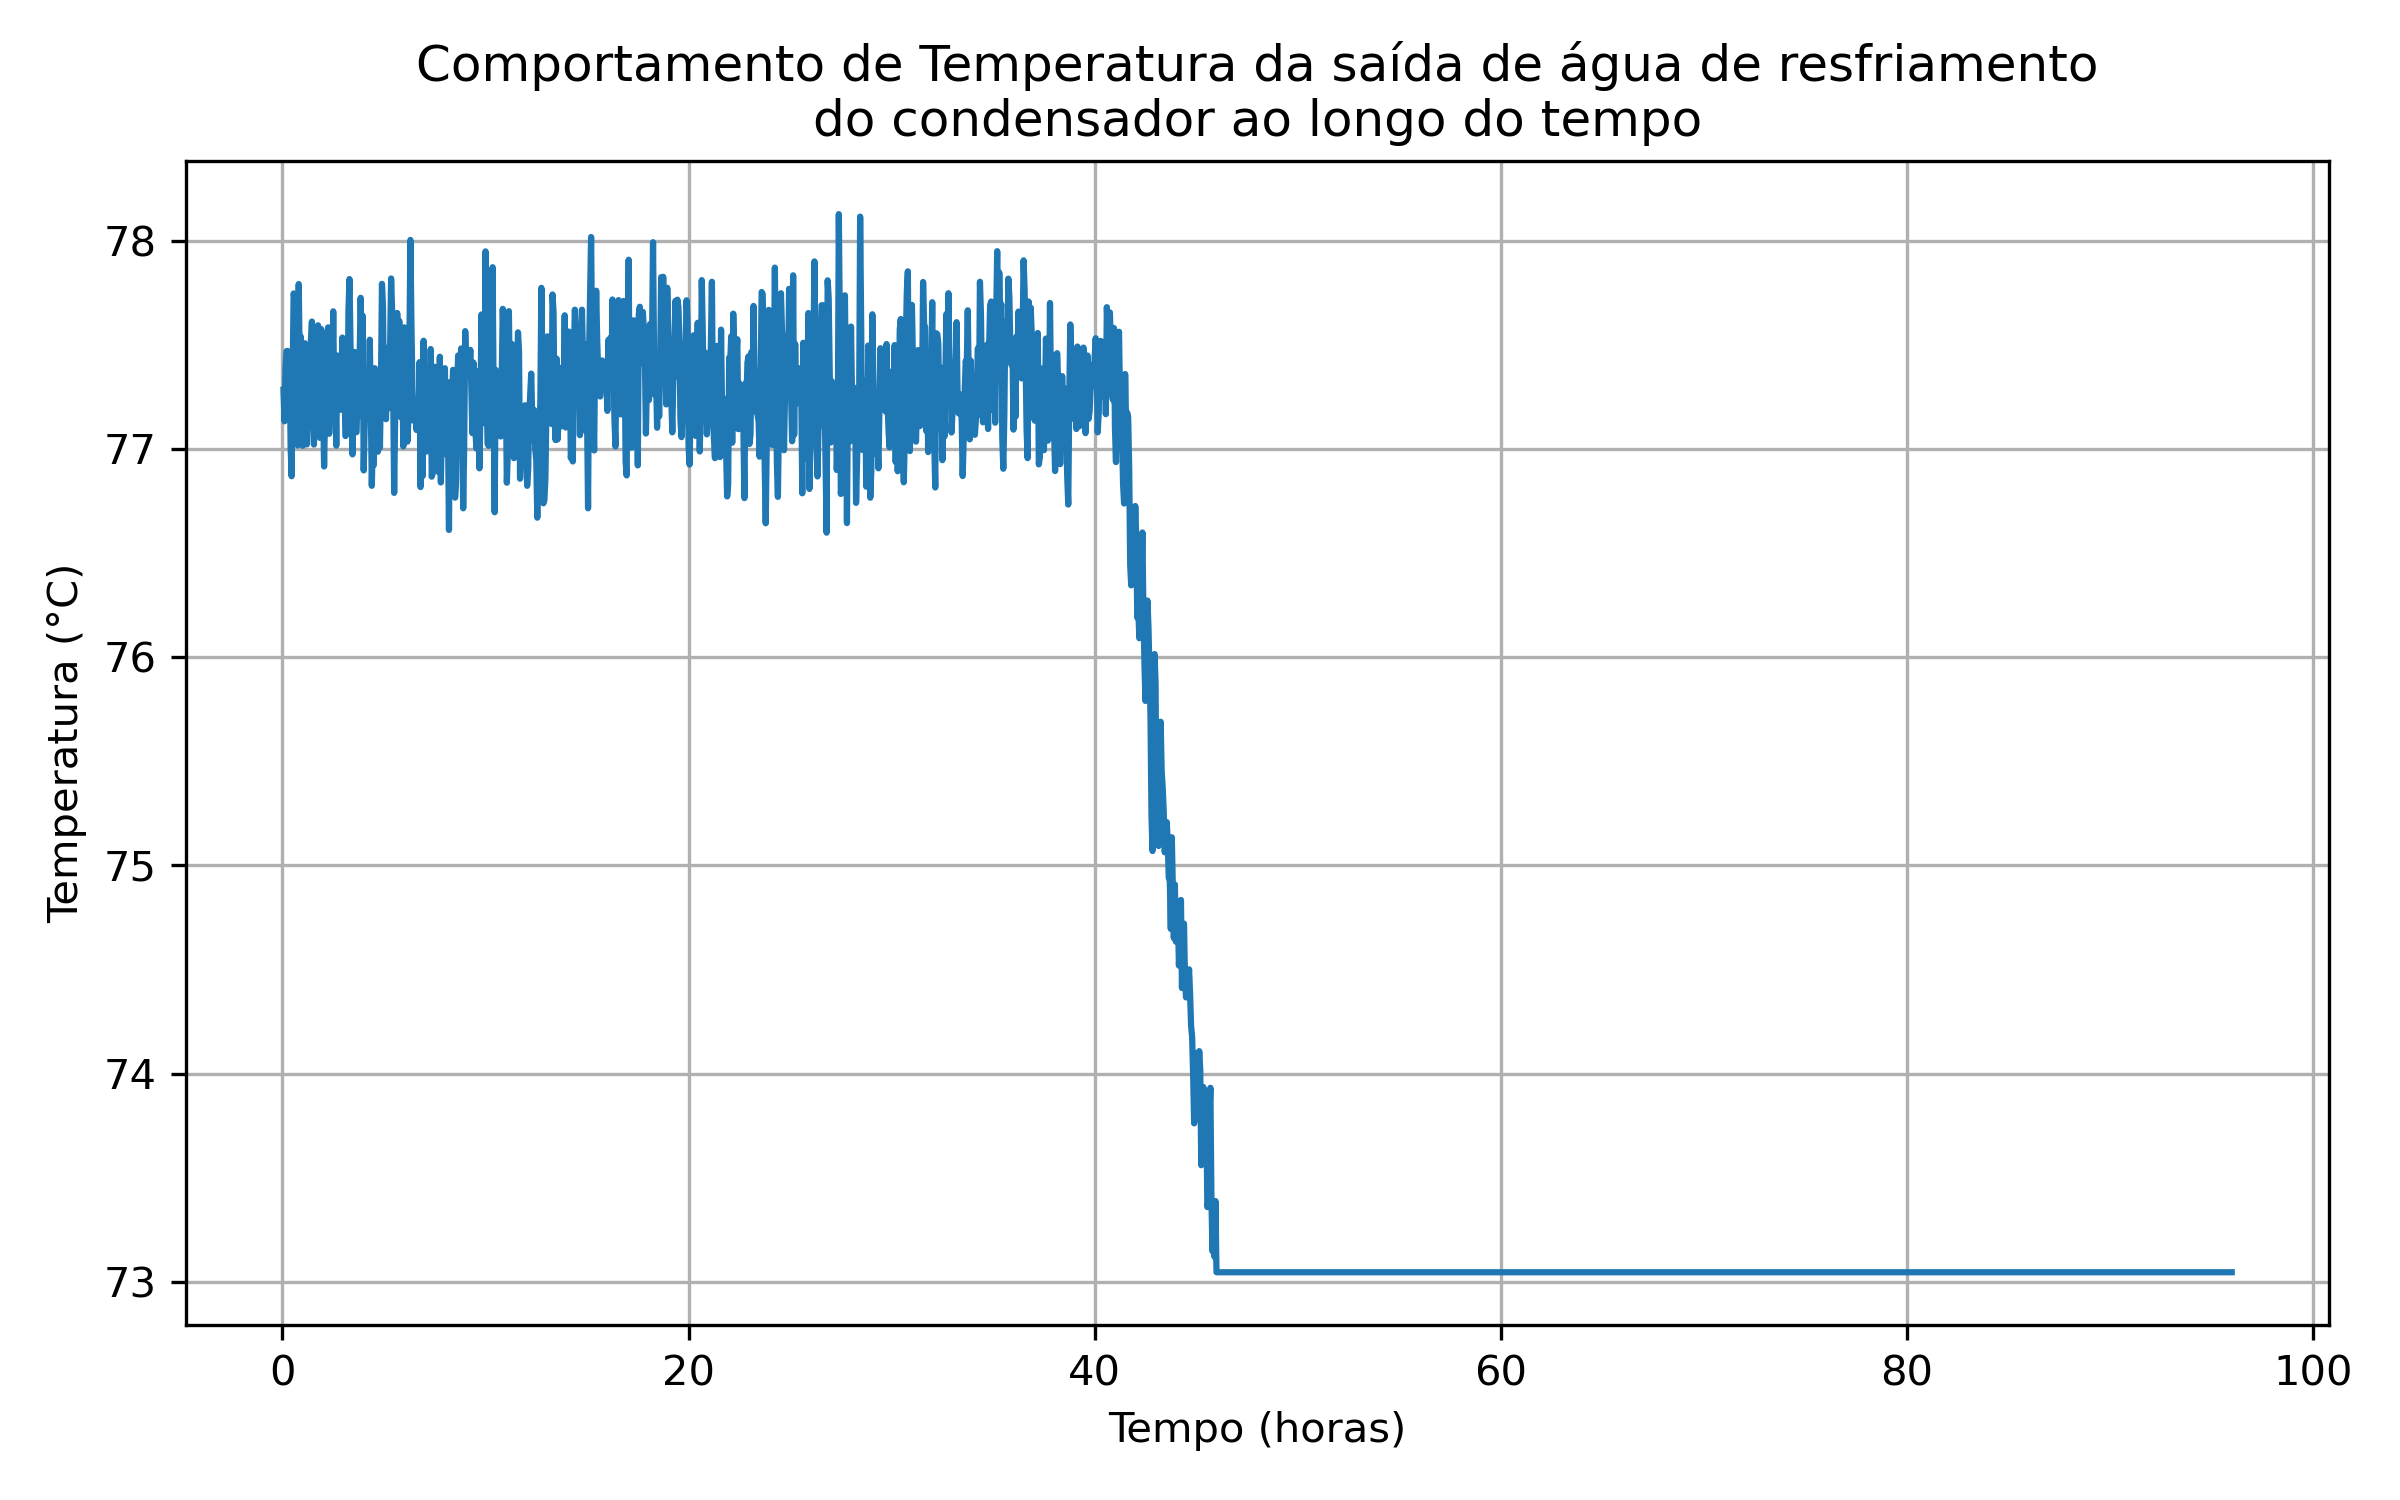 Comportamento de Temperatura da saída de água de resfriamento
do condensador ao longo do tempo
Temperatura (°C)
78
77
76
75
74
73
0 20 40 60 80 100
Tempo (horas)